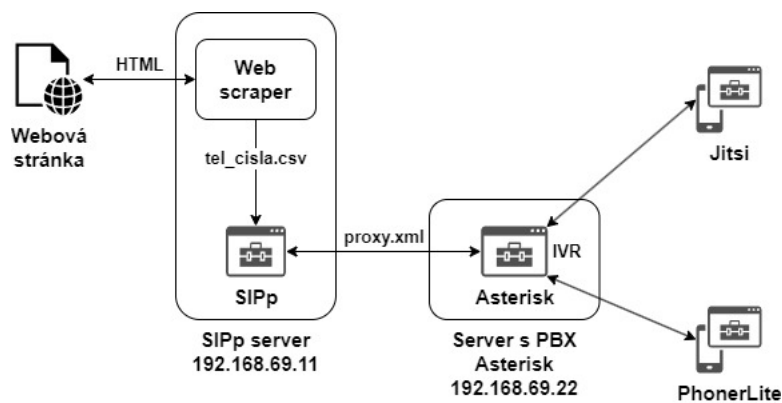 HTML
Web
scraper
Webová
stránka
tel_cisla.csv
Jitsi
proxy.xml
IVR
SIPp
Asterisk
SIPp server
192.168.69.11
Server s PBX
Asterisk
192.168.69.22
PhonerLite